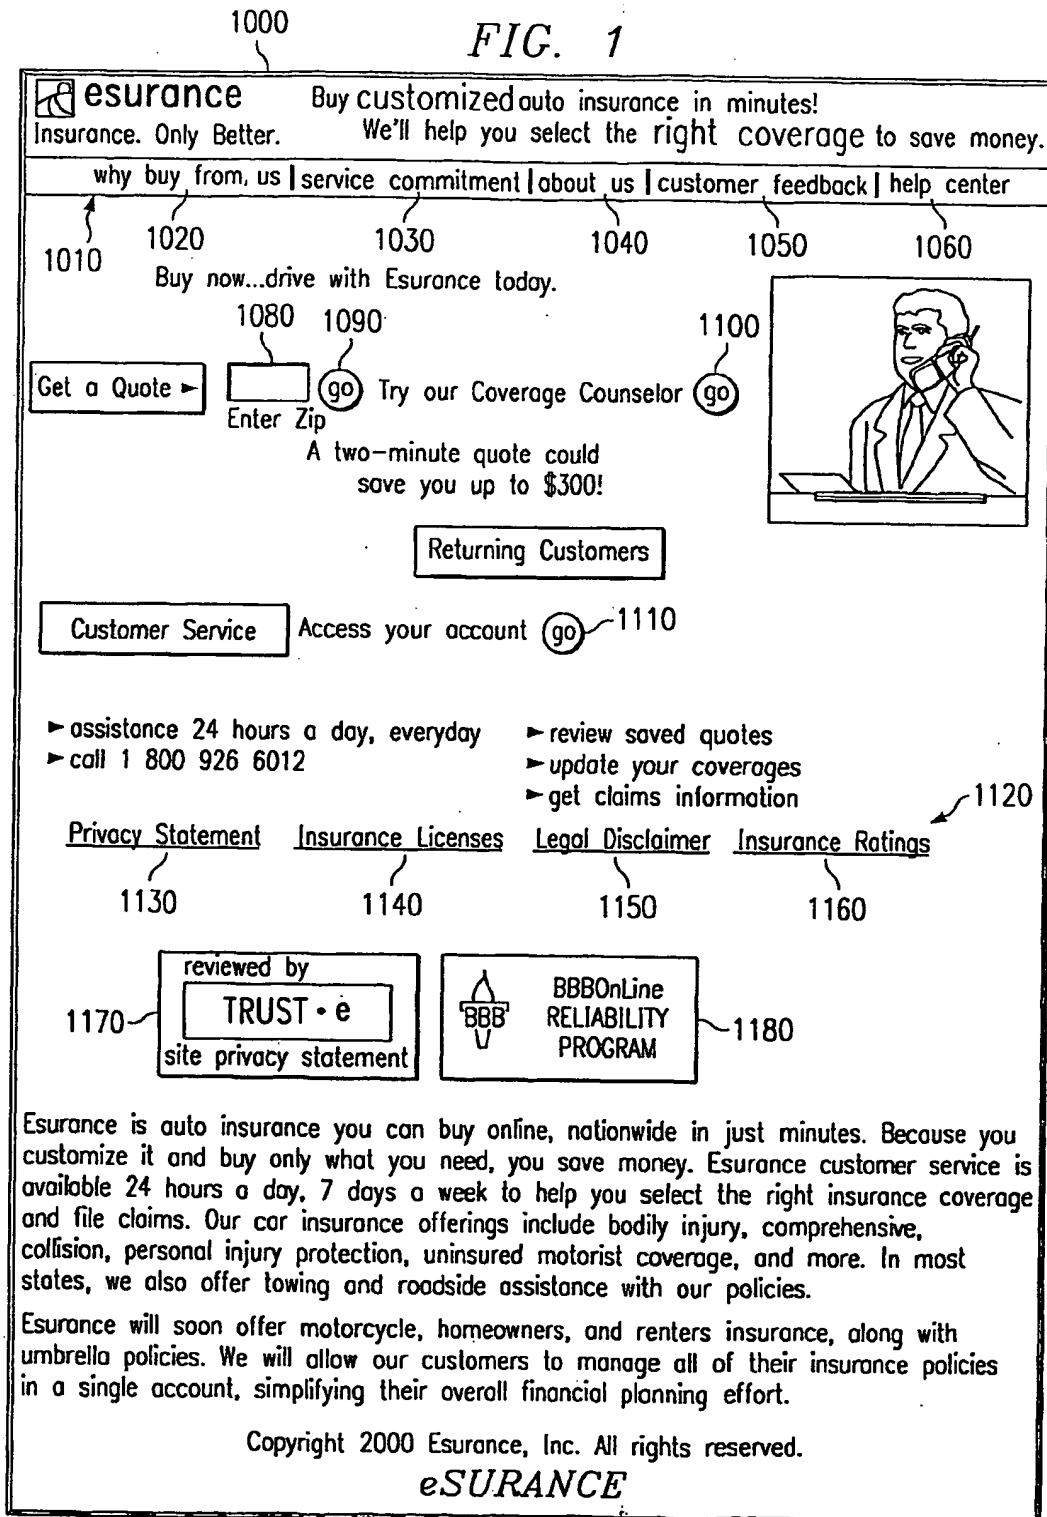 1000 FIG. 1
esurance Buy customized auto insurance in minutes!
Insurance. Only Better. We'll help you select the right coverage to save money.
why buy from, us | service commitment | about us | customer feedback | help center
1010 1020 1030 1040 1050 1060
Buy now...drive with Esurance today.
1080 1090 1100
Get a Quote ► go Try our Coverage Counselor go
Enter Zip
A two-minute quote could
save you up to $300!
Returning Customers
Customer Service Access your account go 1110
► assistance 24 hours a day, everyday ► review saved quotes
► call 1 800 926 6012 ► update your coverages
► get claims information 1120
Privacy Statement Insurance Licenses Legal Disclaimer Insurance Ratings
1130 1140 1150 1160
reviewed by
1170 TRUST • e
site privacy statement
BBB BBBOnLine
RELIABILITY 1180
PROGRAM
Esurance is auto insurance you can buy online, nationwide in just minutes. Because you
customize it and buy only what you need, you save money. Esurance customer service is
available 24 hours a day, 7 days a week to help you select the right insurance coverage
and file claims. Our car insurance offerings include bodily injury, comprehensive,
collision, personal injury protection, uninsured motorist coverage, and more. In most
states, we also offer towing and roadside assistance with our policies.
Esurance will soon offer motorcycle, homeowners, and renters insurance, along with
umbrella policies. We will allow our customers to manage all of their insurance policies
in a single account, simplifying their overall financial planning effort.
Copyright 2000 Esurance, Inc. All rights reserved.
eSURANCE